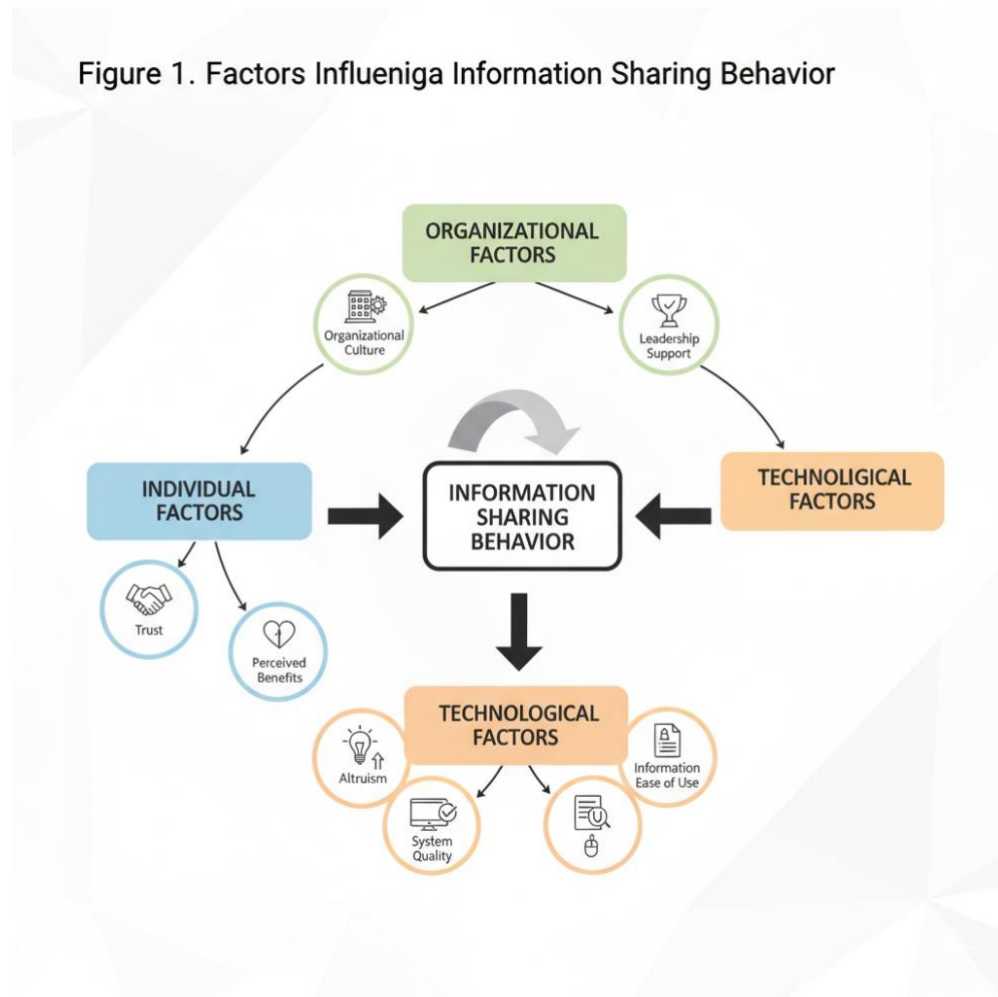 Figure 1. Factors Influeniga Information Sharing Behavior
ORGANIZATIONAL
FACTORS
Organizational
Culture
Leadership
Support
INDIVIDUAL
FACTORS
INFORMATION
SHARING
BEHAVIOR
TECHNOLIGICAL
FACTORS
Trust
Perceived
Benefits
TECHNOLOGICAL
FACTORS
Altruism
Information
Ease of Use
System
Quality